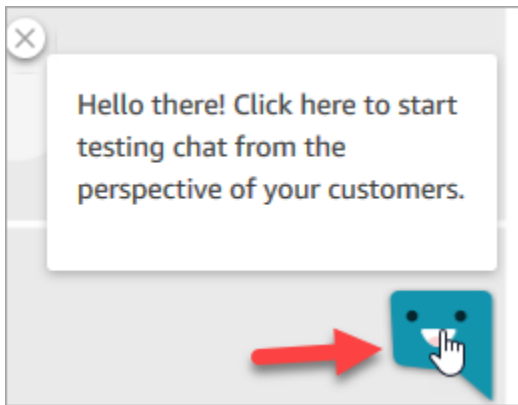 Hello there! Click here to start
testing chat from the
perspective of your customers.